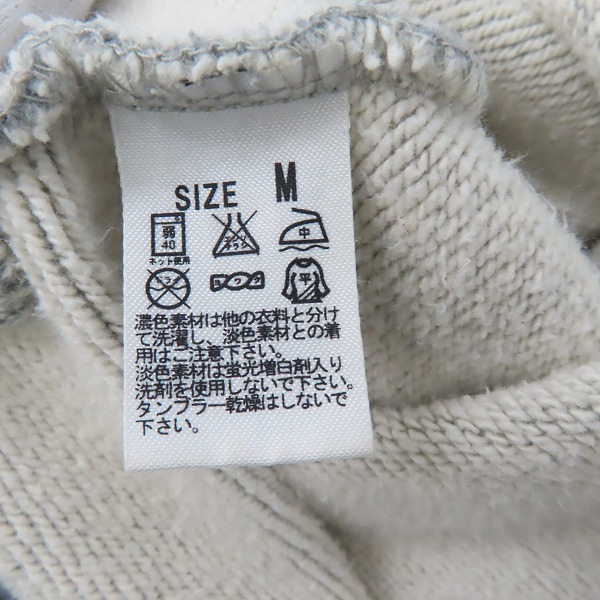 SIZE M
弱
40
中
ネット使用
ヨワク
平
濃色素材は他の衣料と分け
て洗濯し、淡色素材との着
用はご注意下さい。
淡色素材は蛍光増白剤入り
洗剤を使用しないで下さい。
タンブラー乾燥はしないで
下さい。